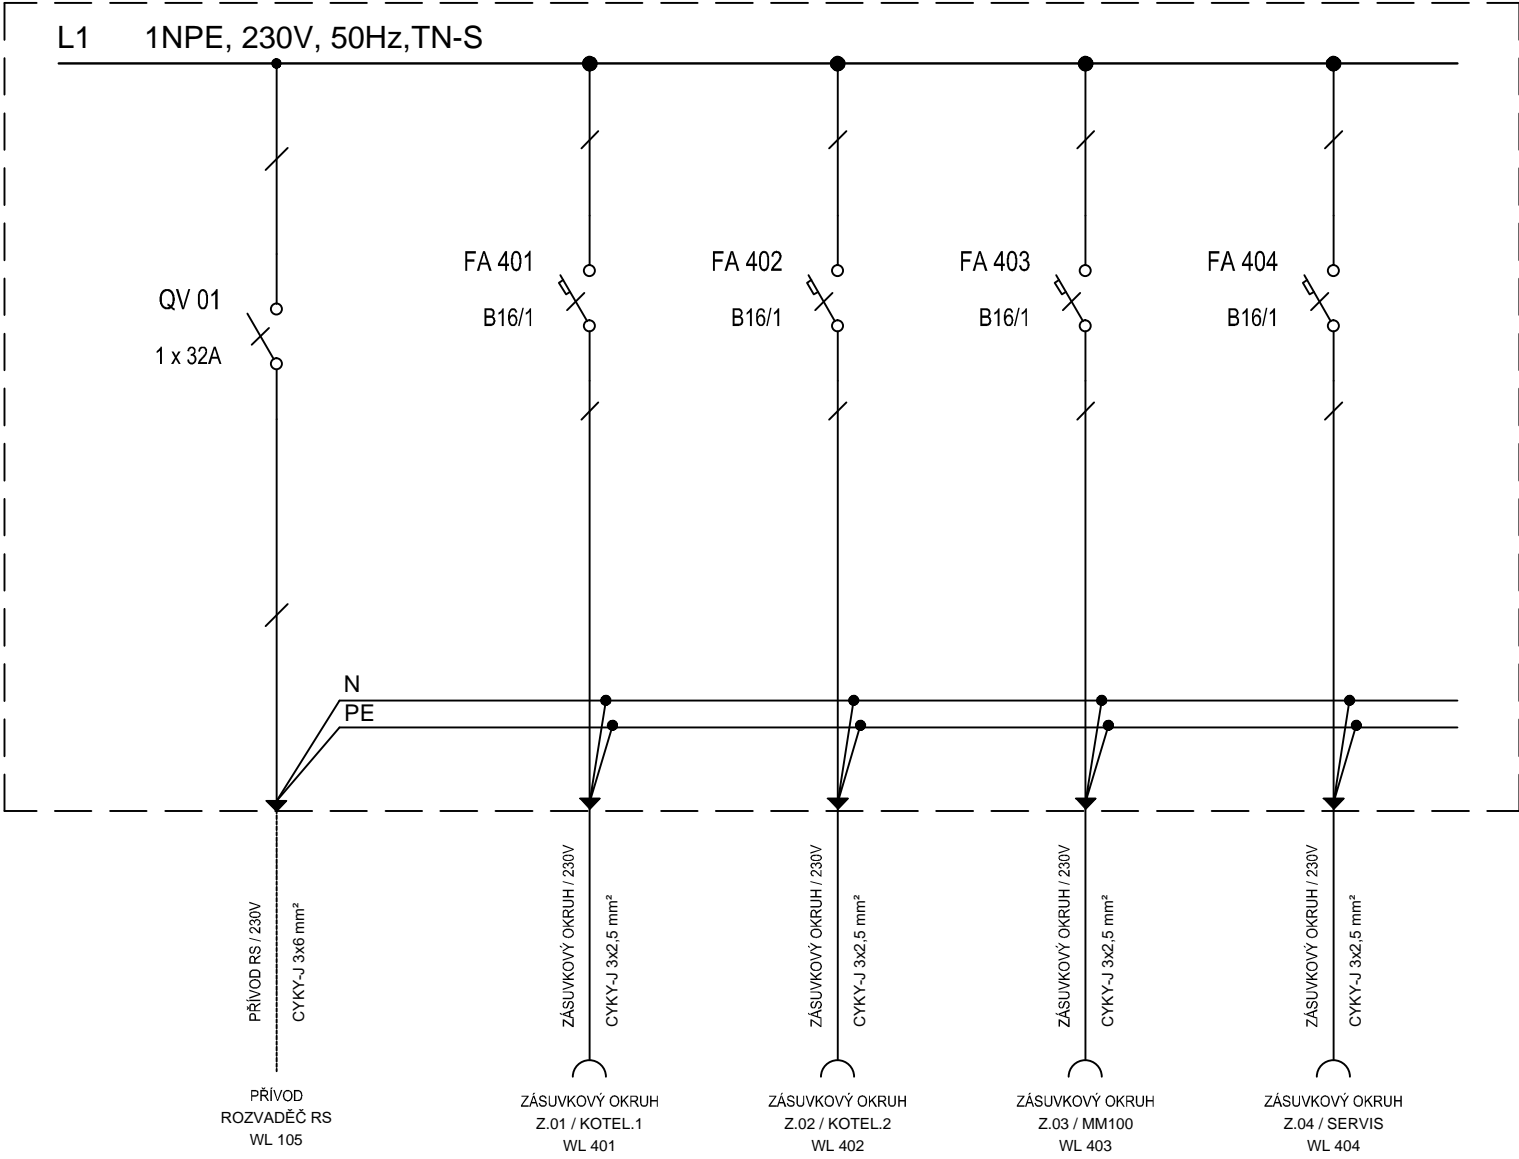 L1 1NPE, 230V, 50Hz,TN-S
QV 01
1 x 32A
FA 401
B16/1
FA 402
B16/1
FA 403
B16/1
FA 404
B16/1
N
PE
PŘÍVOD RS / 230V
CYKY-J 3x6 mm²
ZÁSUVKOVÝ OKRUH / 230V
CYKY-J 3x2,5 mm²
ZÁSUVKOVÝ OKRUH / 230V
CYKY-J 3x2,5 mm²
ZÁSUVKOVÝ OKRUH / 230V
CYKY-J 3x2,5 mm²
ZÁSUVKOVÝ OKRUH / 230V
CYKY-J 3x2,5 mm²
PŘÍVOD
ROZVADĚČ RS
WL 105
ZÁSUVKOVÝ OKRUH
Z.01 / KOTEL.1
WL 401
ZÁSUVKOVÝ OKRUH
Z.02 / KOTEL.2
WL 402
ZÁSUVKOVÝ OKRUH
Z.03 / MM100
WL 403
ZÁSUVKOVÝ OKRUH
Z.04 / SERVIS
WL 404